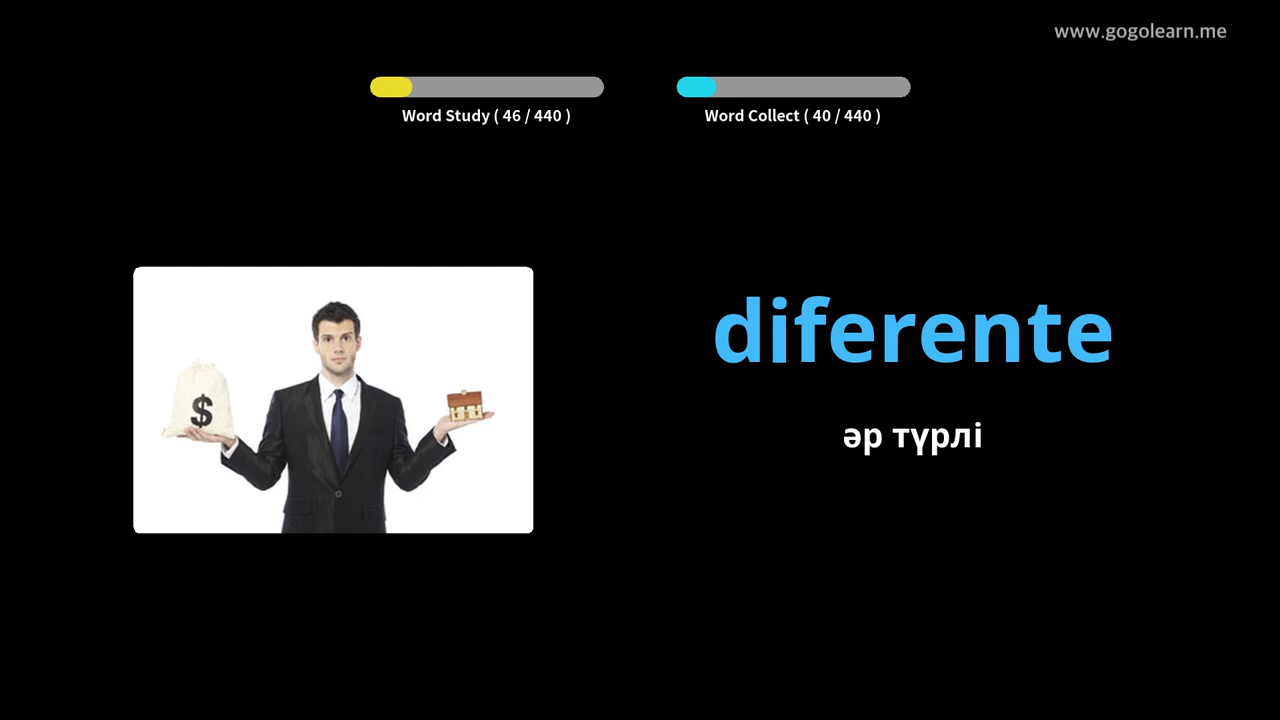 www.gogolearn.me
Word Study ( 46 / 440 )
Word Collect ( 40 / 440 )
$
diferente
әр түрлі